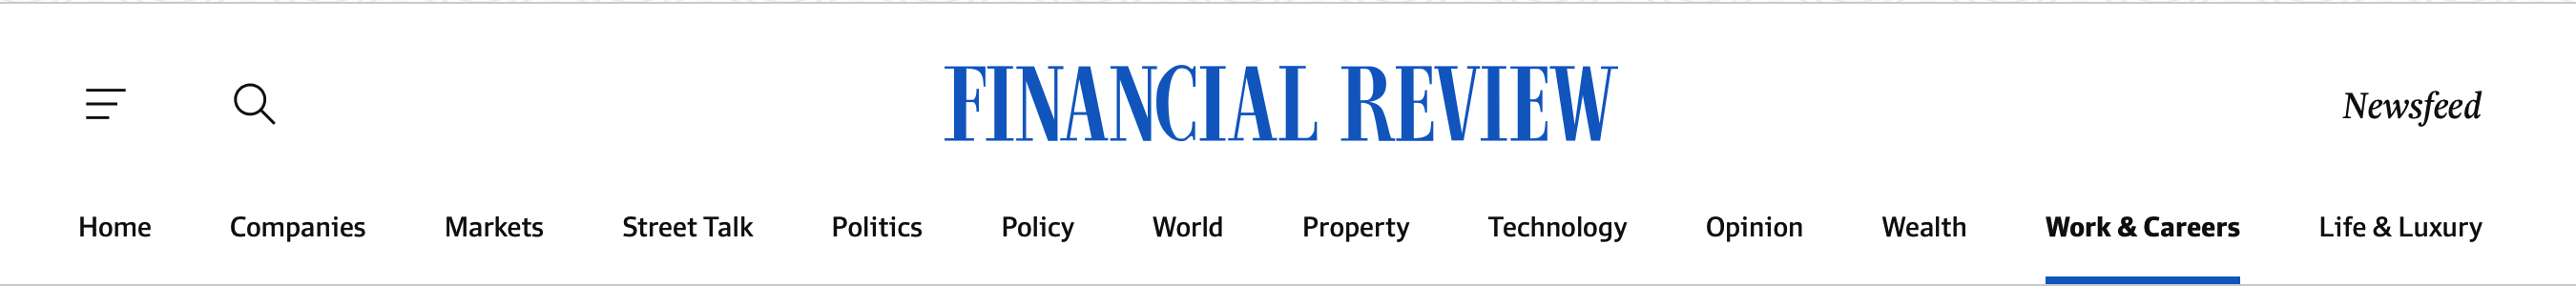 FINANCIAL REVIEW
Newsfeed
Home Companies Markets Street Talk Politics Policy World Property Technology Opinion Wealth Work & Careers Life & Luxury